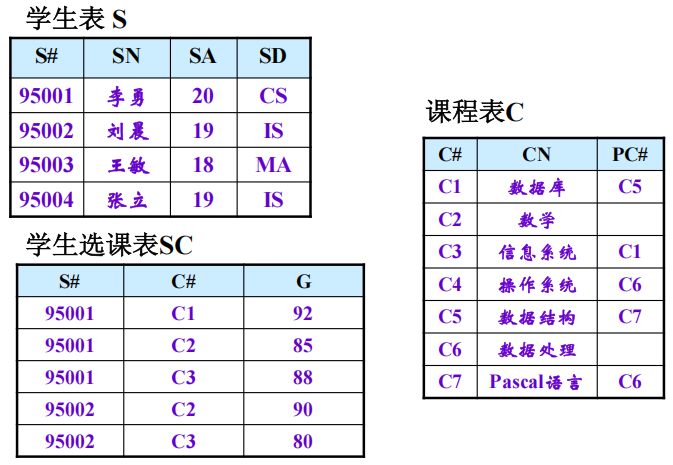 学生表 S
S# SN SA SD
95001 李勇 20 CS
95002 刘晨 19 IS
95003 王敏 18 MA
95004 张立 19 IS
学生选课表SC
S# C# G
95001 C1 92
95001 C2 85
95001 C3 88
95002 C2 90
95002 C3 80
课程表C
C# CN PC#
C1 数据库 C5
C2 数学
C3 信息系统 C1
C4 操作系统 C6
C5 数据结构 C7
C6 数据处理
C7 Pascal语言 C6